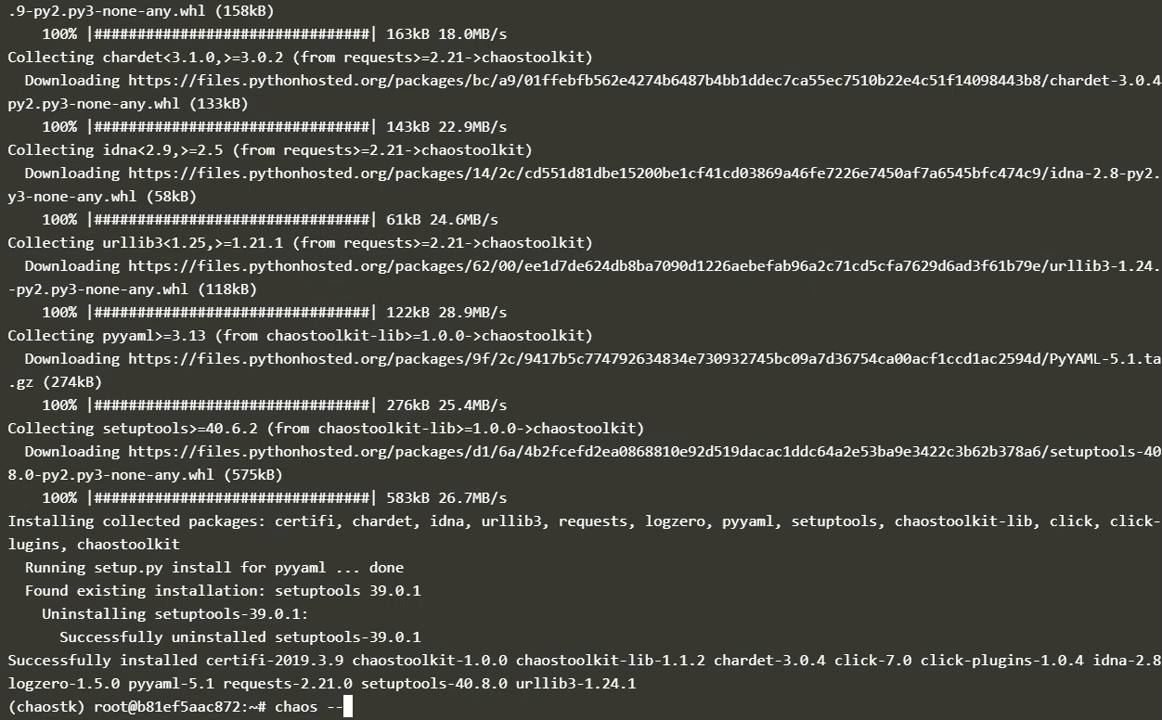 .9-py2.py3-none-any.whl (158kB)
100% |################################| 163kB 18.0MB/s
Collecting chardet<3.1.0,>=3.0.2 (from requests>=2.21->chaostoolkit)
Downloading https://files.pythonhosted.org/packages/bc/a9/01ffebfb562e4274b6487b4bb1ddec7ca55ec7510b22e4c51f14098443b8/chardet-3.0.4
py2.py3-none-any.whl (133kB)
100% |################################| 143kB 22.9MB/s
Collecting idna<2.9,>=2.5 (from requests>=2.21->chaostoolkit)
Downloading https://files.pythonhosted.org/packages/14/2c/cd551d81dbe15200be1cf41cd03869a46fe7226e7450af7a6545bfc474c9/idna-2.8-py2.
y3-none-any.whl (58kB)
100% |################################| 61kB 24.6MB/s
Collecting urllib3<1.25,>=1.21.1 (from requests>=2.21->chaostoolkit)
Downloading https://files.pythonhosted.org/packages/62/00/ee1d7de624db8ba7090d1226aebefab96a2c71cd5cfa7629d6ad3f61b79e/urllib3-1.24.
-py2.py3-none-any.whl (118kB)
100% |################################| 122kB 28.9MB/s
Collecting pyyaml>=3.13 (from chaostoolkit-lib>=1.0.0->chaostoolkit)
Downloading https://files.pythonhosted.org/packages/9f/2c/9417b5c774792634834e730932745bc09a7d36754ca00acf1ccd1ac2594d/PyYAML-5.1.ta
.gz (274kB)
100% |################################| 276kB 25.4MB/s
Collecting setuptools>=40.6.2 (from chaostoolkit-lib>=1.0.0->chaostoolkit)
Downloading https://files.pythonhosted.org/packages/d1/6a/4b2fcefd2ea0868810e92d519dacac1ddc64a2e53ba9e3422c3b62b378a6/setuptools-40
8.0-py2.py3-none-any.whl (575kB)
100% |################################| 583kB 26.7MB/s
Installing collected packages: certifi, chardet, idna, urllib3, requests, logzero, pyyaml, setuptools, chaostoolkit-lib, click, click-
lugins, chaostoolkit
Running setup.py install for pyyaml ... done
Found existing installation: setuptools 39.0.1
Uninstalling setuptools-39.0.1:
Successfully uninstalled setuptools-39.0.1
Successfully installed certifi-2019.3.9 chaostoolkit-1.0.0 chaostoolkit-lib-1.1.2 chardet-3.0.4 click-7.0 click-plugins-1.0.4 idna-2.8
logzero-1.5.0 pyyaml-5.1 requests-2.21.0 setuptools-40.8.0 urllib3-1.24.1
(chaostk) root@b81ef5aac872:~# chaos --